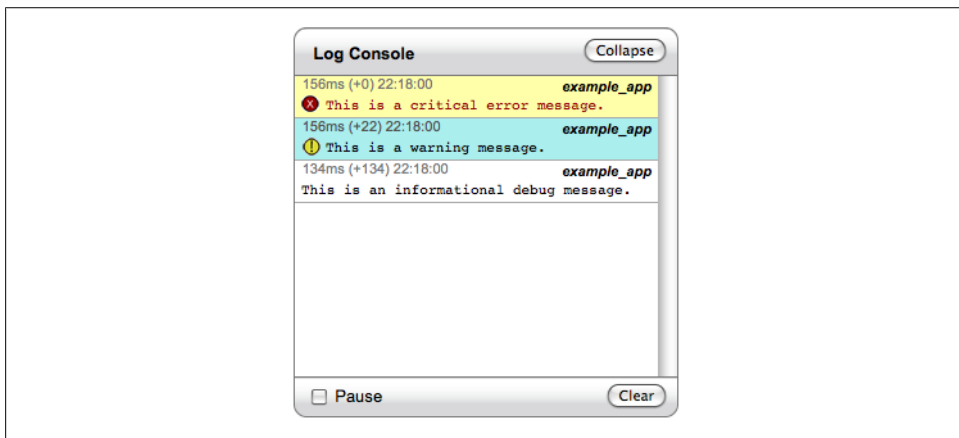 Log Console Collapse
156ms (+0) 22:18:00 example_app
This is a critical error message.
156ms (+22) 22:18:00 example_app
This is a warning message.
134ms (+134) 22:18:00 example_app
This is an informational debug message.
Pause Clear